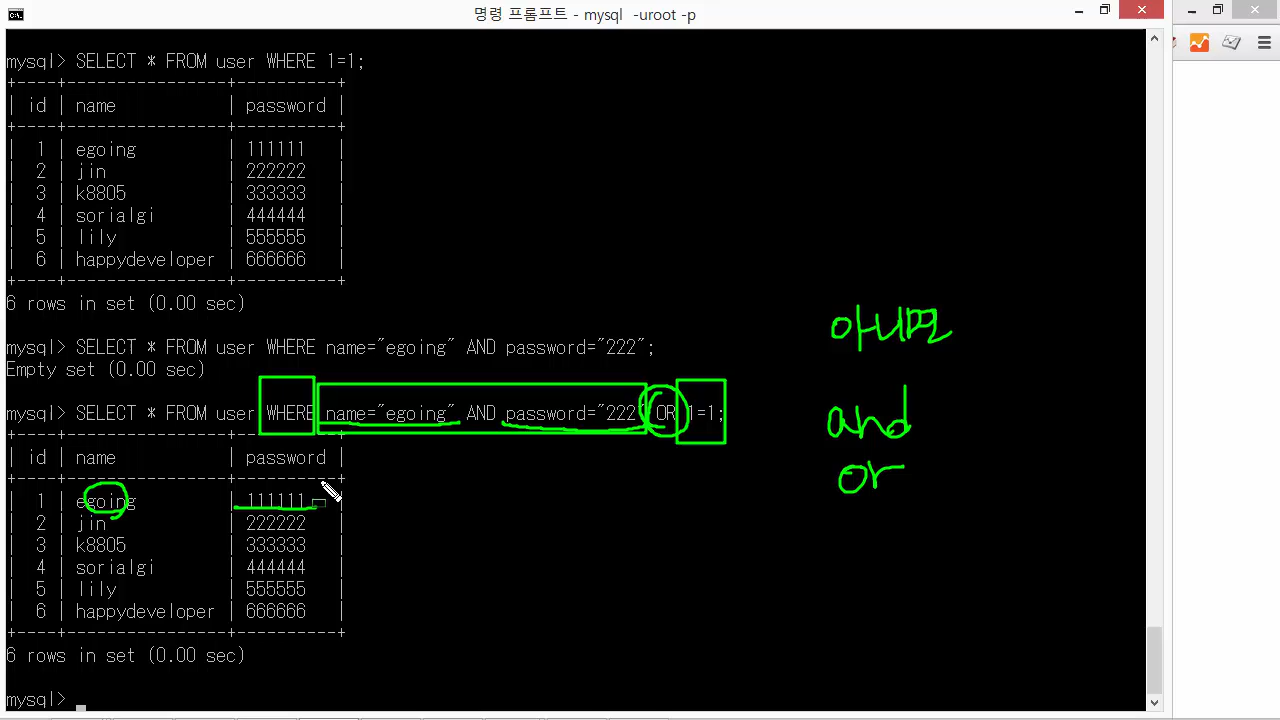 명령 프롬프트 - mysql  -uroot -p
mysql> SELECT * FROM user WHERE 1=1;
+----+----------------+----------+
| id | name           | password |
+----+----------------+----------+
|  1 | egoing         | 111111   |
|  2 | jin            | 222222   |
|  3 | k8805          | 333333   |
|  4 | sorialgi       | 444444   |
|  5 | lily           | 555555   |
|  6 | happydeveloper | 666666   |
+----+----------------+----------+
6 rows in set (0.00 sec)
mysql> SELECT * FROM user WHERE name="egoing" AND password="222";
Empty set (0.00 sec)
mysql> SELECT * FROM user WHERE name="egoing" AND password="222" OR 1=1;
+----+----------------+----------+
| id | name           | password |
+----+----------------+----------+
|  1 | egoing         | 111111   |
|  2 | jin            | 222222   |
|  3 | k8805          | 333333   |
|  4 | sorialgi       | 444444   |
|  5 | lily           | 555555   |
|  6 | happydeveloper | 666666   |
+----+----------------+----------+
6 rows in set (0.00 sec)
mysql>
아니면
and
or